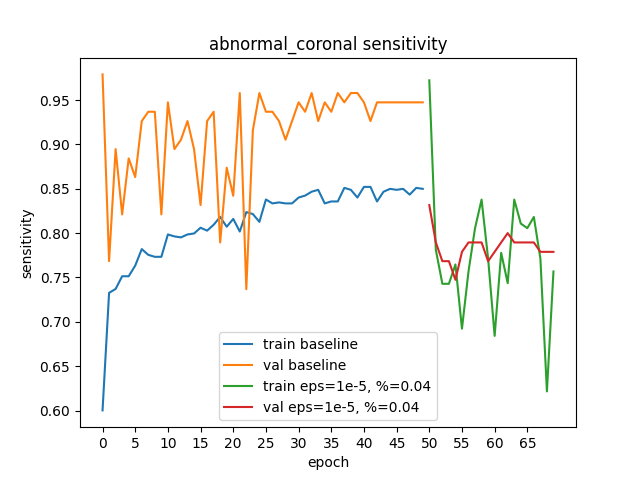 abnormal_coronal sensitivity
sensitivity
0.95
0.90
0.85
0.80
0.75
0.70
0.65
0.60
train baseline
val baseline
train eps=1e-5, %=0.04
val eps=1e-5, %=0.04
0 5 10 15 20 25 30 35 40 45 50 55 60 65
epoch